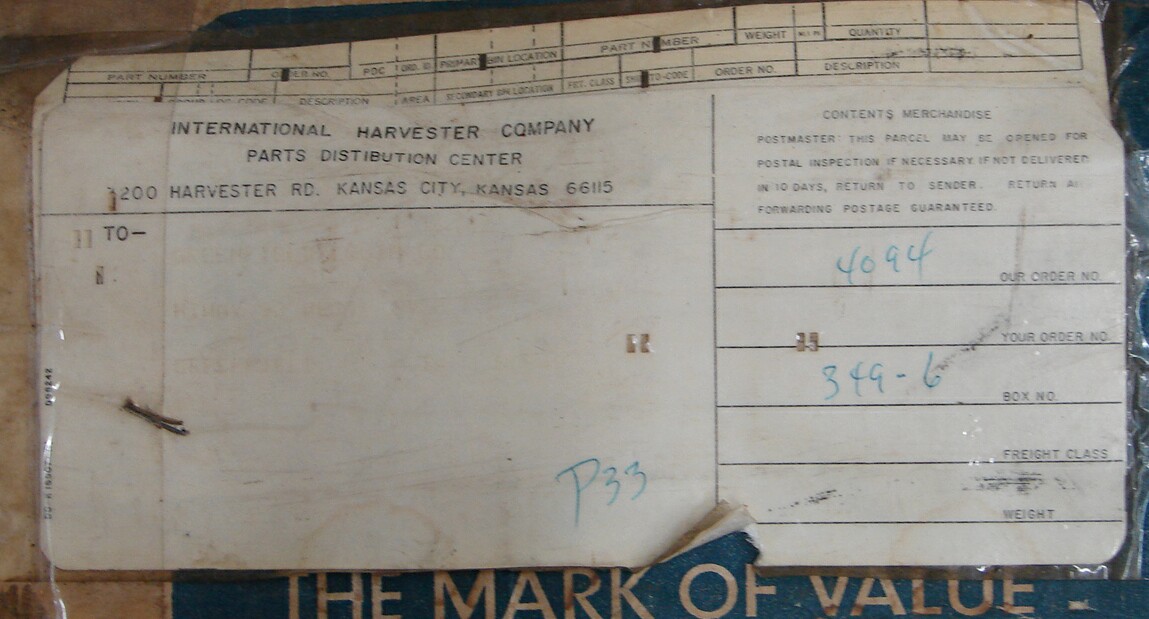 PART NUMBER
WEIGHT
QUANTITY
PART NUMBER
ORDER NO.
PDC
ORD. ID.
PRIMARY BIN LOCATION
FRT. CLASS
ORDER NO.
DESCRIPTION
DESCRIPTION
AREA
SECONDARY BIN LOCATION
INTERNATIONAL HARVESTER COMPANY
PARTS DISTIBUTION CENTER
200 HARVESTER RD. KANSAS CITY, KANSAS 66115
TO-
P33
CONTENTS MERCHANDISE
POSTMASTER: THIS PARCEL MAY BE OPENED FOR
POSTAL INSPECTION IF NECESSARY. IF NOT DELIVERED
IN 10 DAYS, RETURN TO SENDER. RETURN
FORWARDING POSTAGE GUARANTEED.
4094
OUR ORDER NO.
YOUR ORDER NO.
349-6
BOX NO.
FREIGHT CLASS
WEIGHT
THE MARK OF VALUE